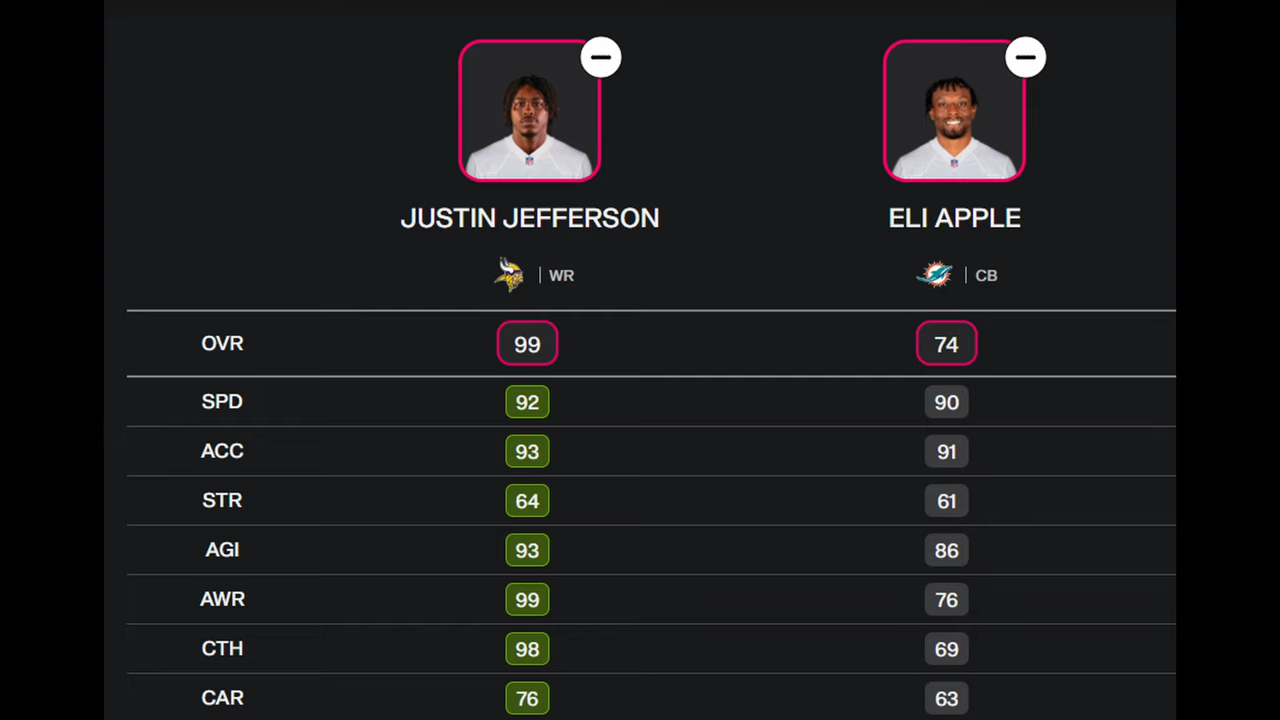 JUSTIN JEFFERSON ELI APPLE
| WR | CB
OVR 99 74
SPD 92 90
ACC 93 91
STR 64 61
AGI 93 86
AWR 99 76
CTH 98 69
CAR 76 63